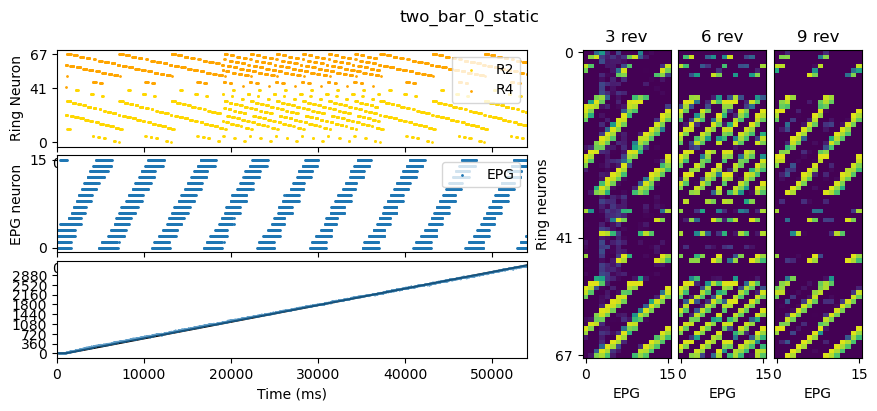 two_bar_0_static
3 rev
6 rev
9 rev
Ring Neuron
67
41
0
R2
R4
EPG neuron
15
0
EPG
2880
2520
2160
1800
1440
1080
720
360
0
0
10000
20000
30000
40000
50000
Time (ms)
Ring neurons
0
41
67
0
15
0
15
0
15
EPG
EPG
EPG